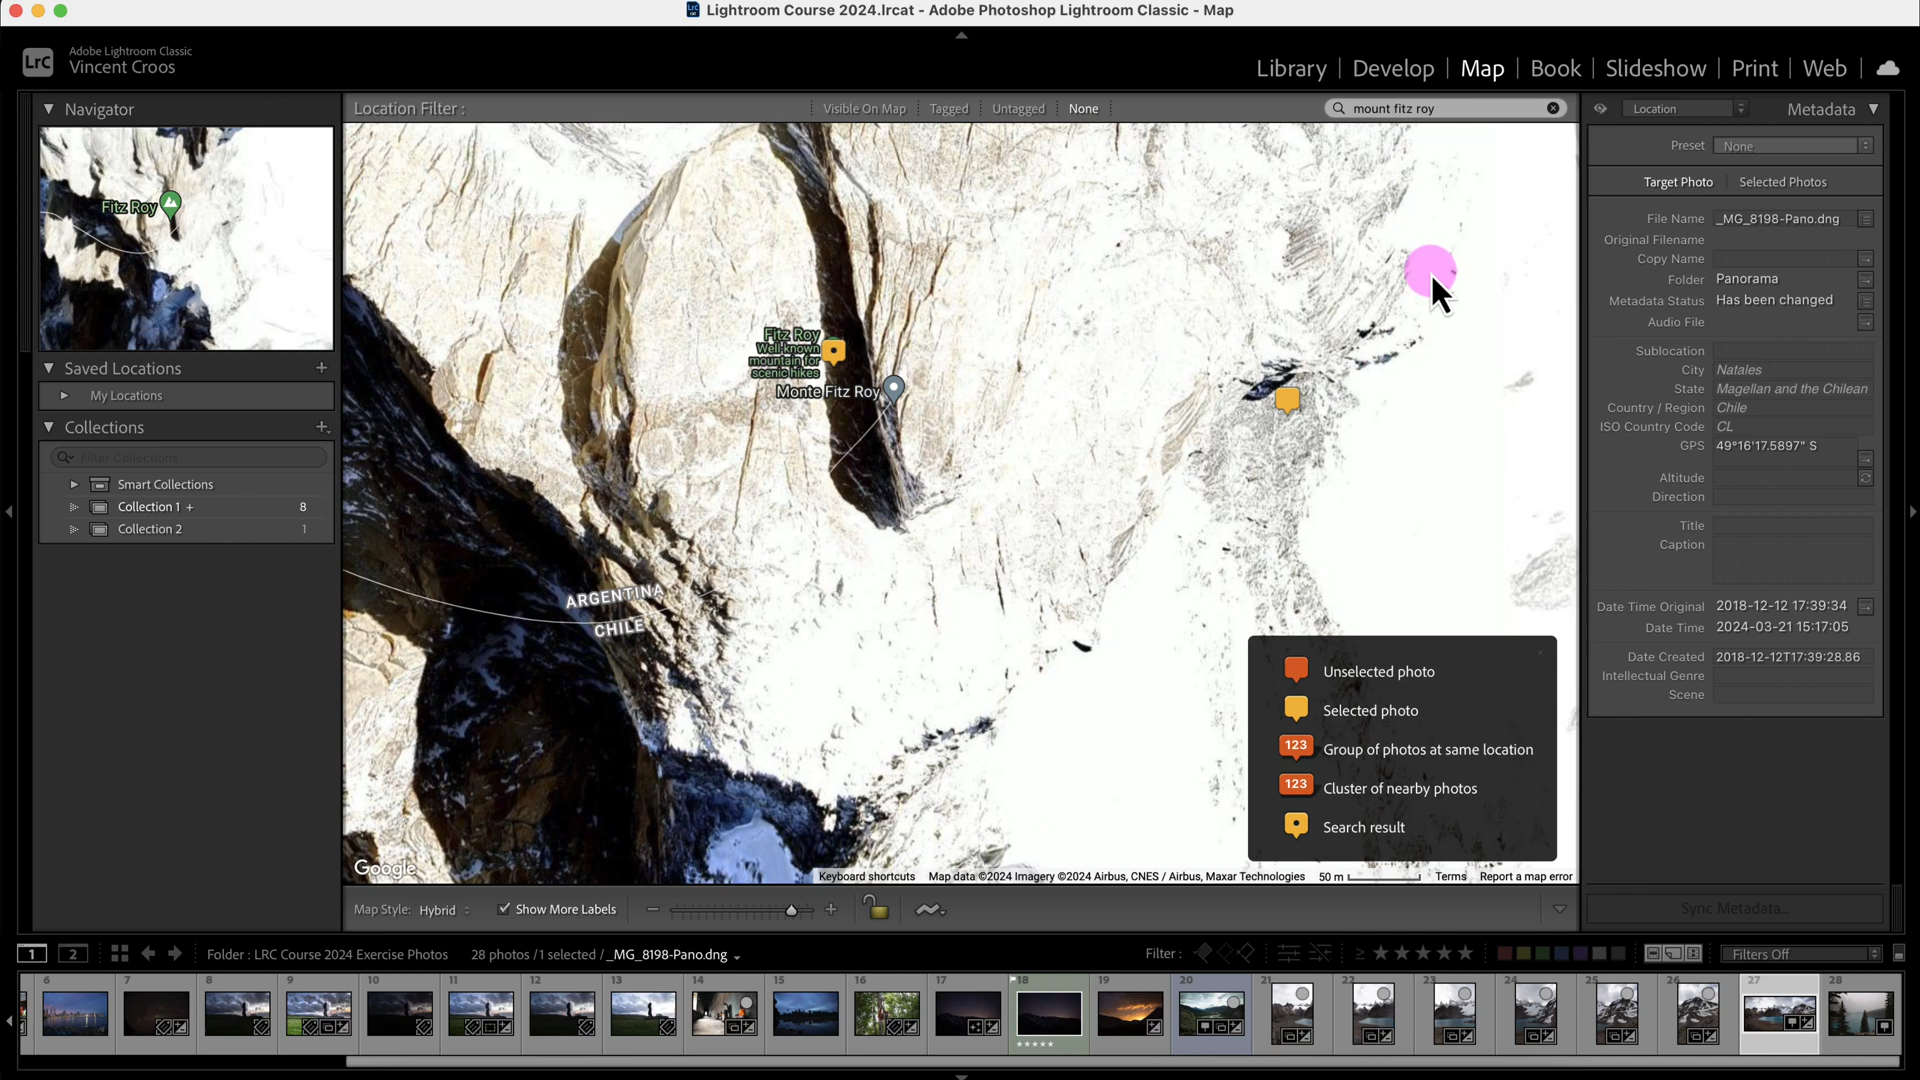 Lightroom Course 2024.lrcat - Adobe Photoshop Lightroom Classic - Map
LrC
Adobe Lightroom Classic
Vincent Croos
Library | Develop | Map | Book | Slideshow | Print | Web
Navigator
Location Filter :
Visible On Map
Tagged
Untagged
None
mount fitz roy
Location
Metadata
Fitz Roy
Saved Locations
My Locations
Collections
Filter Collections
Smart Collections
Collection 1 +
8
Collection 2
1
Fitz Roy
Well-known
mountain for
scenic hikes
Monte Fitz Roy
ARGENTINA
CHILE
Google
Unselected photo
Selected photo
123 Group of photos at same location
123 Cluster of nearby photos
Search result
Keyboard shortcuts
Map data ©2024 Imagery ©2024 Airbus, CNES / Airbus, Maxar Technologies
50 m
Terms
Report a map error
Preset None
Target Photo
Selected Photos
File Name _MG_8198-Pano.dng
Original Filename
Copy Name
Folder Panorama
Metadata Status Has been changed
Audio File
Sublocation
City Natales
State Magellan and the Chilean
Country / Region Chile
ISO Country Code CL
GPS 49°16'17.5897" S
Altitude
Direction
Title
Caption
Date Time Original 2018-12-12 17:39:34
Date Time 2024-03-21 15:17:05
Date Created 2018-12-12T17:39:28.86
Intellectual Genre
Scene
Sync Metadata...
Map Style: Hybrid
Show More Labels
1
2
Folder : LRC Course 2024 Exercise Photos
28 photos /1 selected / _MG_8198-Pano.dng
Filter :
Filters Off
6
7
8
9
10
11
12
13
14
15
16
17
18
19
20
21
22
23
24
25
26
27
28